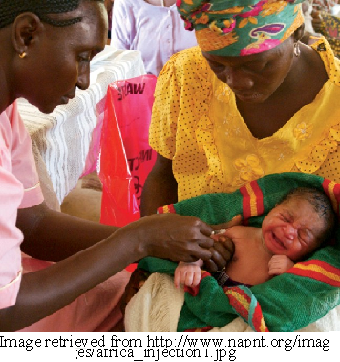 Image retrieved from http://www.napnt.org/imag
es/africa_injection1.jpg